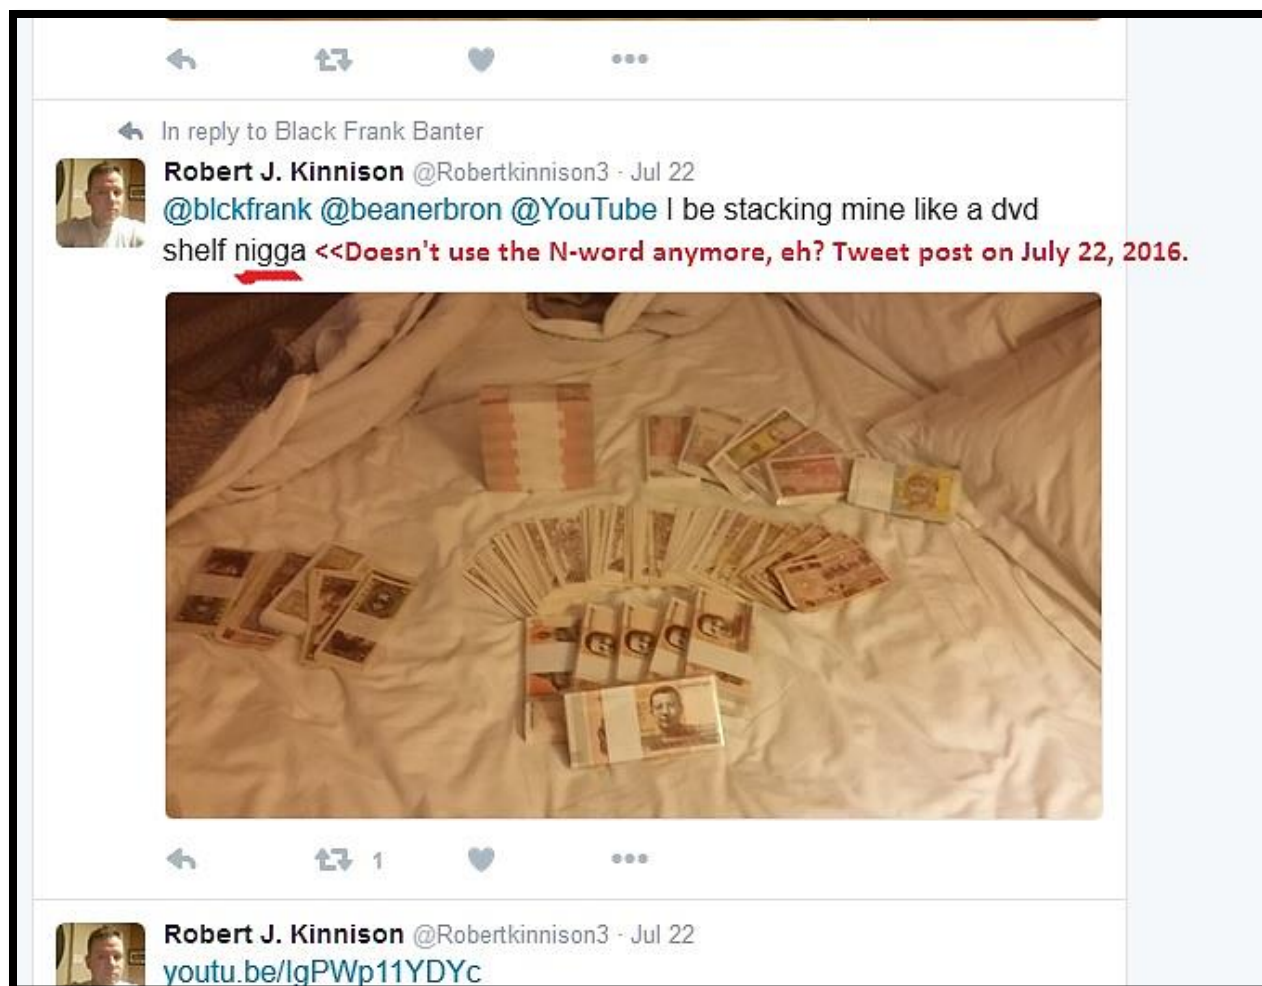 In reply to Black Frank Banter
Robert J. Kinnison @Robertkinnison3 · Jul 22
@blckfrank @beanerbron @YouTube I be stacking mine like a dvd
shelf nigga <<Doesn't use the N-word anymore, eh? Tweet post on July 22, 2016.
1
Robert J. Kinnison @Robertkinnison3 · Jul 22
youtu.be/IgPWp11YDYc